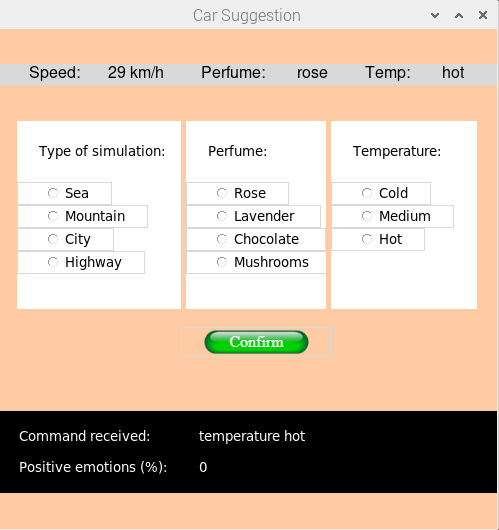 Car Suggestion
Speed: 29 km/h Perfume: rose Temp: hot
Type of simulation: Perfume: Temperature:
Sea Rose Cold
Mountain Lavender Medium
City Chocolate Hot
Highway Mushrooms
Confirm
Command received: temperature hot
Positive emotions (%): 0